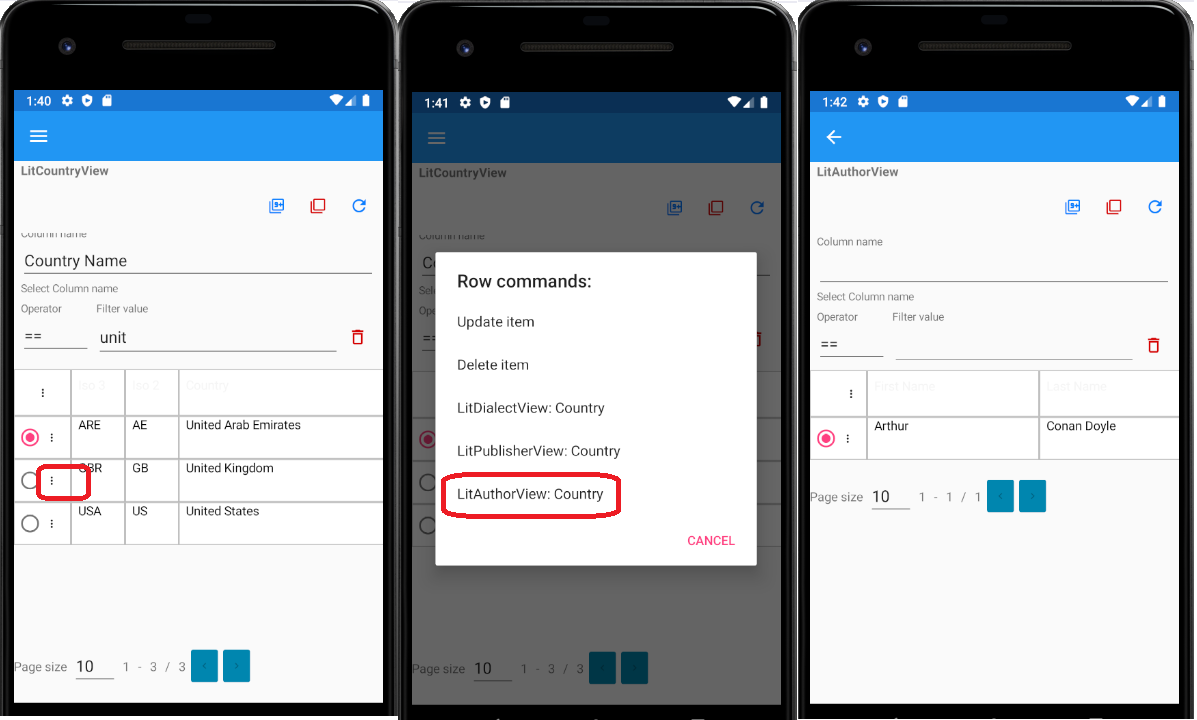 1:40
LitCountryView
9+
Column name
Country Name
Select Column name
Operator Filter value
== unit
Iso 3 Iso 2 Country
ARE AE United Arab Emirates
GBR GB United Kingdom
USA US United States
Page size 10 1 - 3 / 3 < >
1:41
LitCountryView
9+
Column name
Row commands:
Update item
Delete item
LitDialectView: Country
LitPublisherView: Country
LitAuthorView: Country
CANCEL
Page size 10 1 - 3 / 3
1:42
LitAuthorView
9+
Column name
Select Column name
Operator Filter value
==
First Name Last Name
Arthur Conan Doyle
Page size 10 1 - 1 / 1 < >